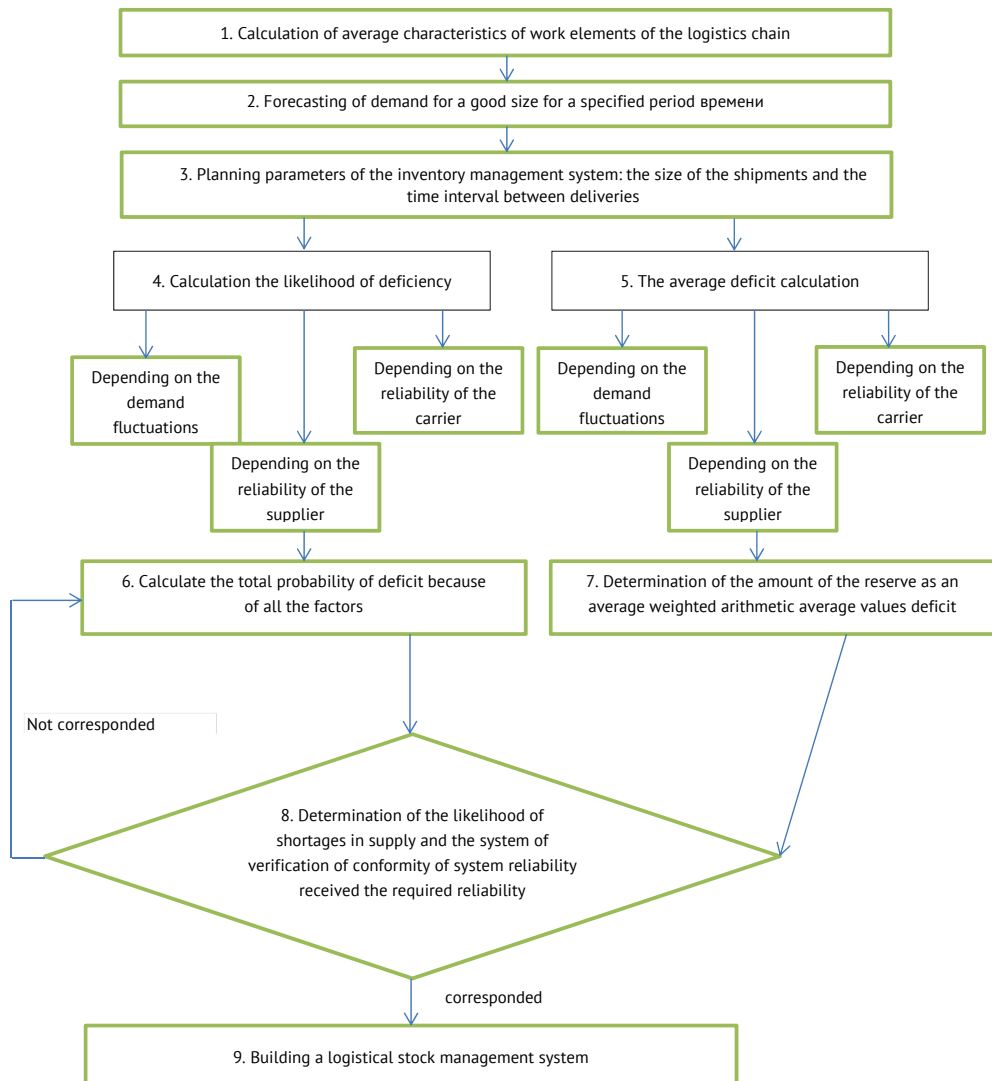 1. Calculation of average characteristics of work elements of the logistics chain
2. Forecasting of demand for a good size for a specified period времени
3. Planning parameters of the inventory management system: the size of the shipments and the
time interval between deliveries
4. Calculation the likelihood of deficiency
5. The average deficit calculation
Depending on the
demand
fluctuations
Depending on the
reliability of the
carrier
Depending on the
demand
fluctuations
Depending on the
reliability of the
carrier
Depending on the
reliability of the
supplier
Depending on the
reliability of the
supplier
6. Calculate the total probability of deficit because
of all the factors
7. Determination of the amount of the reserve as an
average weighted arithmetic average values deficit
Not corresponded
8. Determination of the likelihood of
shortages in supply and the system of
verification of conformity of system reliability
received the required reliability
corresponded
9. Building a logistical stock management system